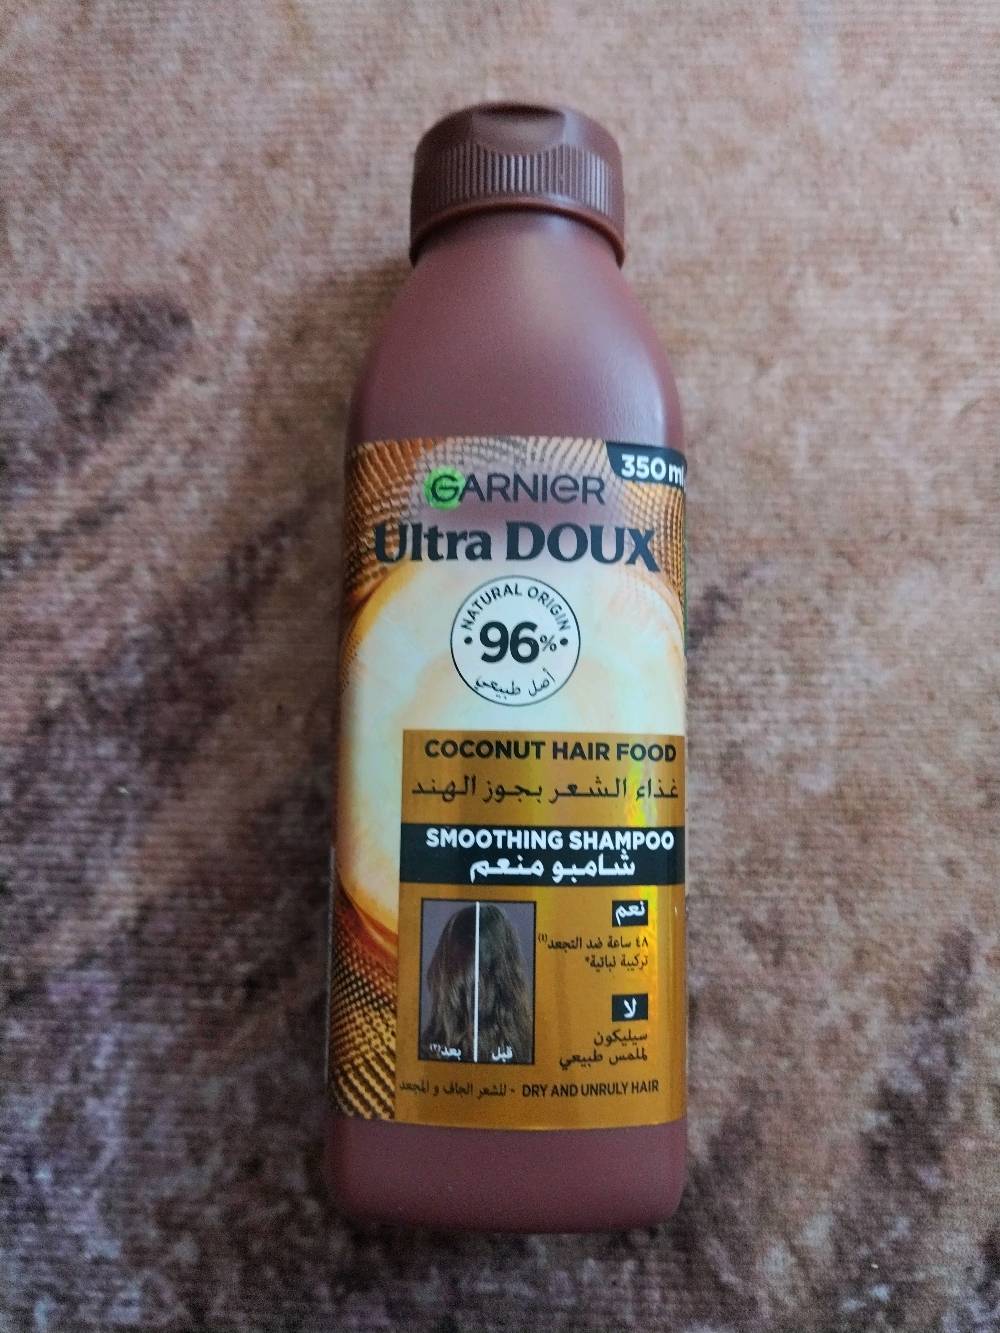 350 ml
GARNIER
Ultra DOUX
NATURAL ORIGIN
96%
أصل طبيعي
COCONUT HAIR FOOD
غذاء الشعر بجوز الهند
SMOOTHING SHAMPOO
شامبو منعم
نعم
٤٨ ساعة ضد التجعد(١)
تركيبة نباتية*
لا
سيليكون
لملمس طبيعي
قبل
بعد(٢)
DRY AND UNRULY HAIR - للشعر الجاف و المجعد